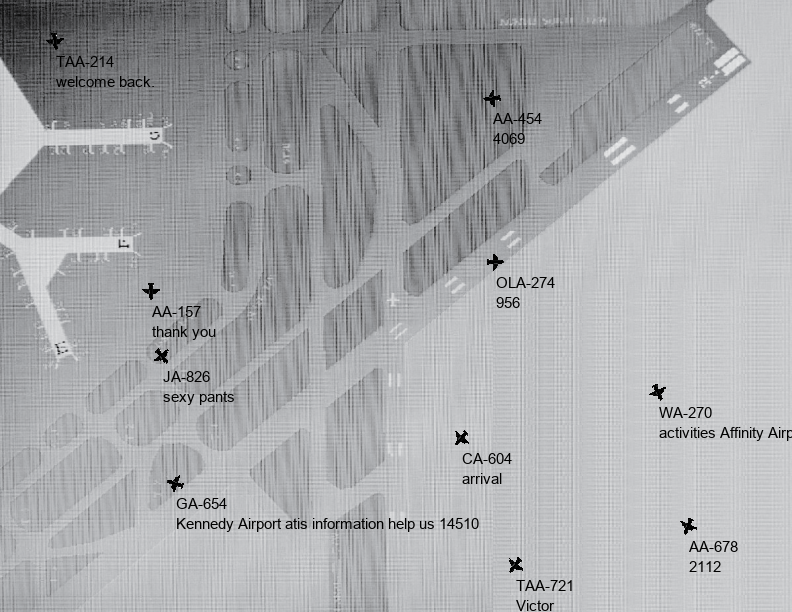 TAA-214
welcome back.
AA-454
4069
OLA-274
956
AA-157
thank you
JA-826
sexy pants
WA-270
activities Affinity Airp
CA-604
arrival
GA-654
Kennedy Airport atis information help us 14510
AA-678
2112
TAA-721
Victor